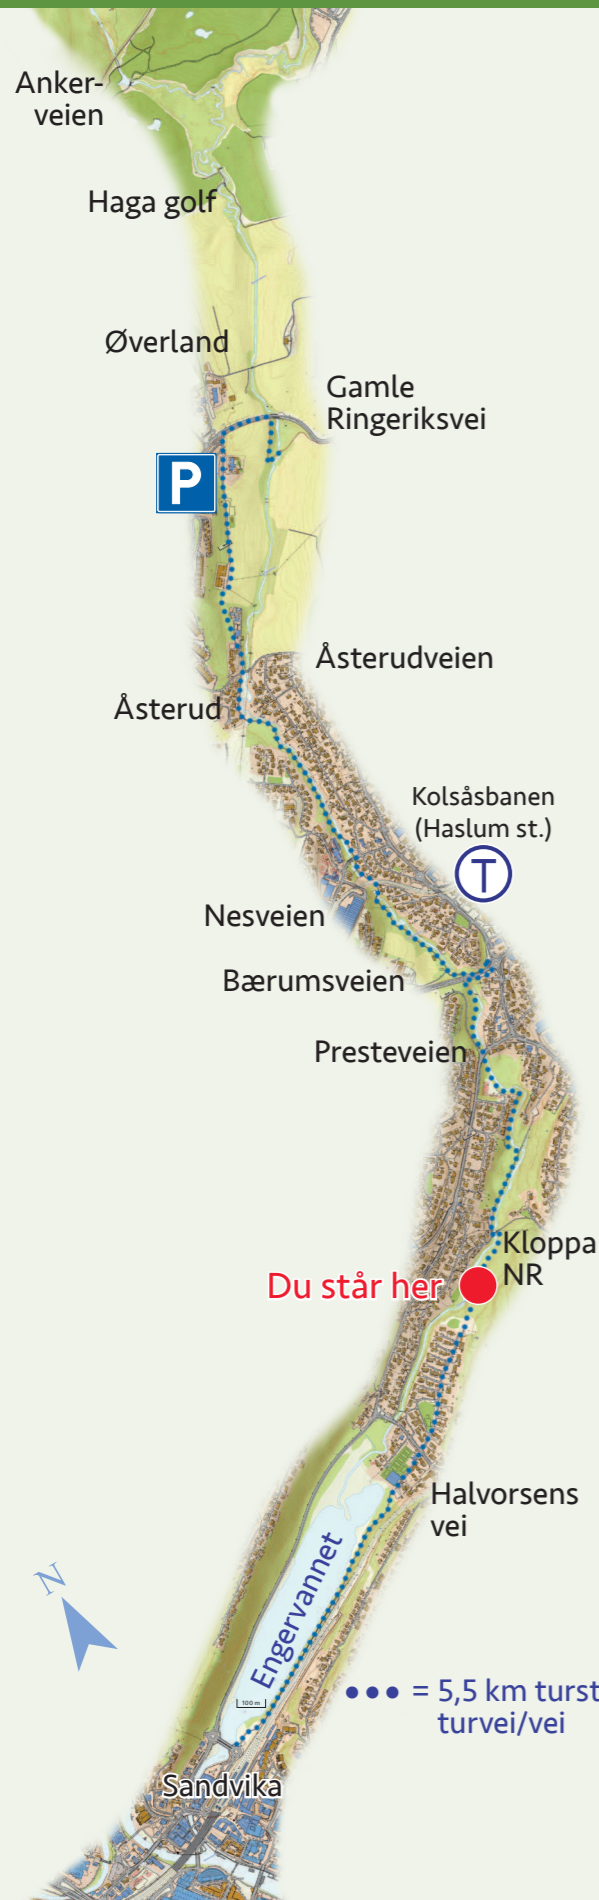 Anker-
veien
Haga golf
Øverland
Gamle
Ringeriksvei
P
Åsterudveien
Åsterud
Kolsåsbanen
(Haslum st.)
T
Nesveien
Bærumsveien
Presteveien
Kloppa
NR
Du står her
Halvorsens
vei
N
Engervannet
100 m
= 5,5 km turst
turvei/vei
Sandvika